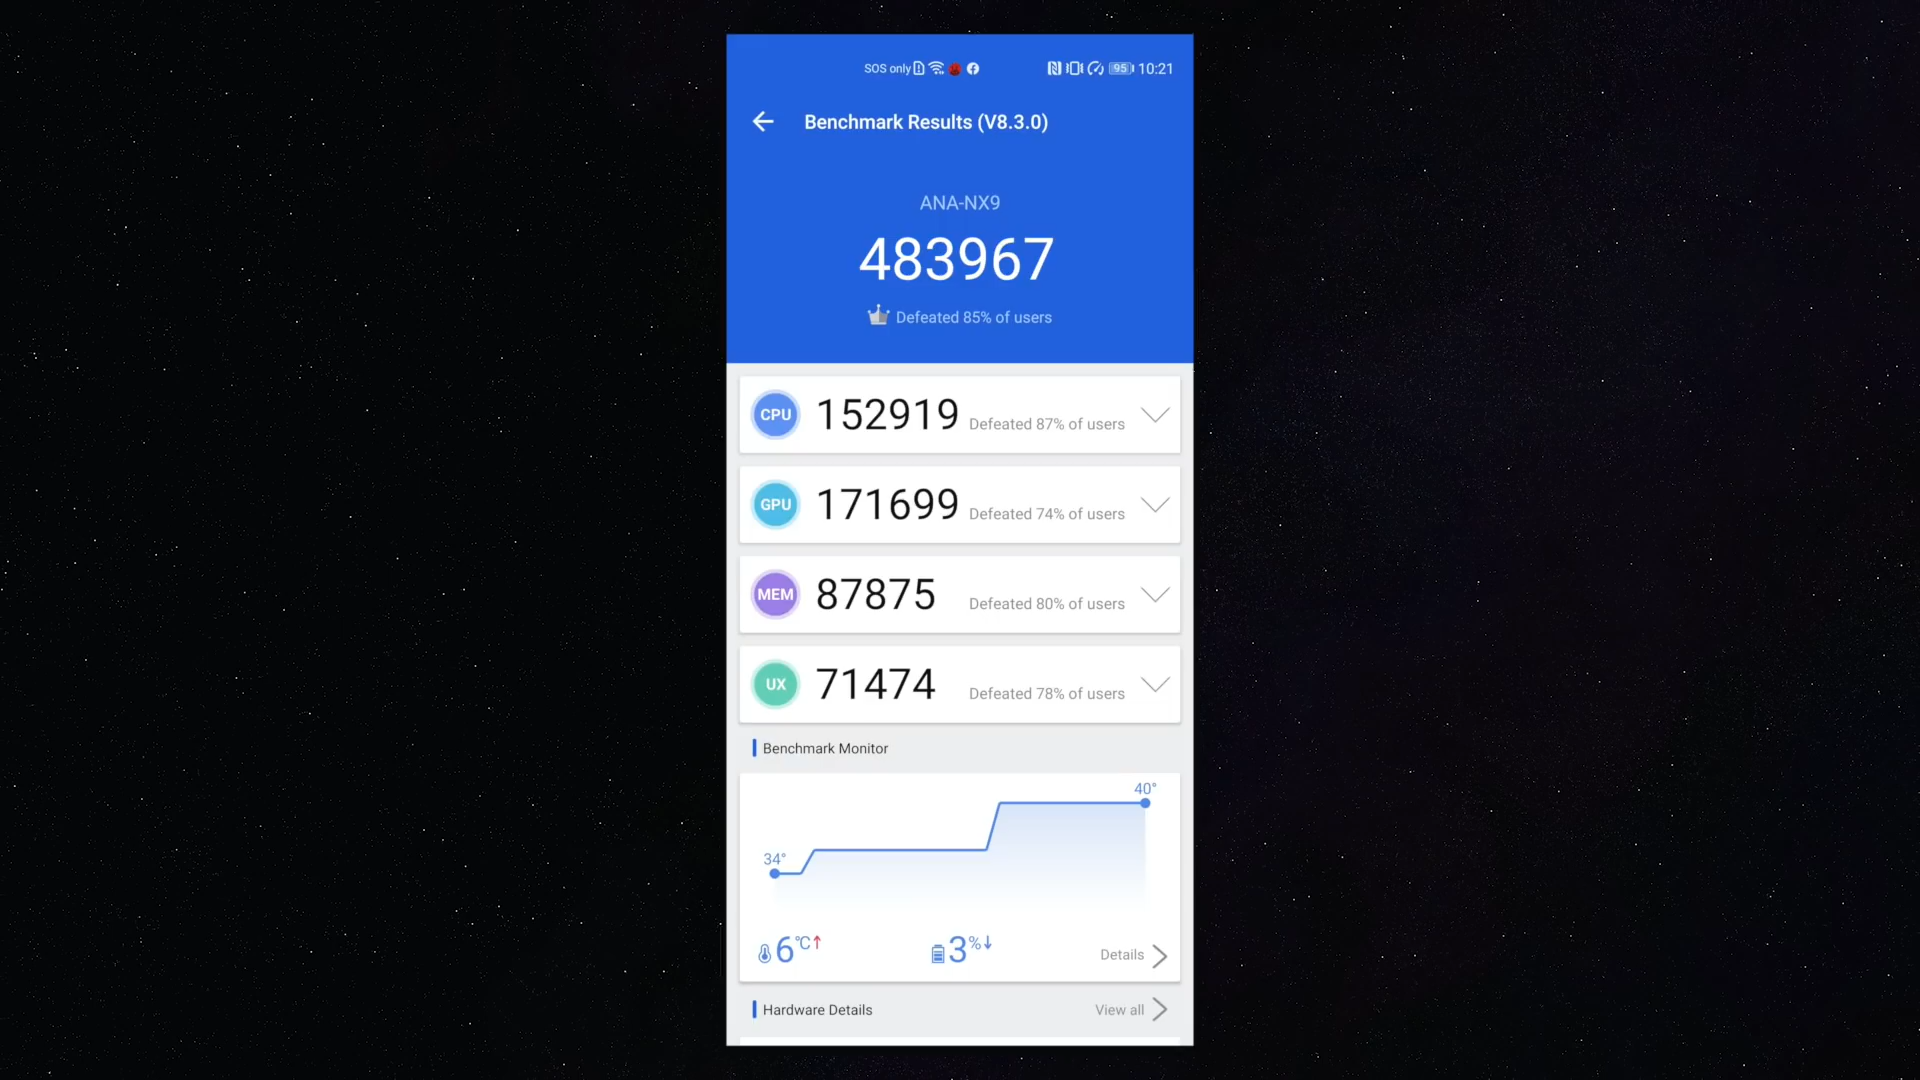 SOS only 95 10:21
Benchmark Results (V8.3.0)
ANA-NX9
483967
Defeated 85% of users
CPU 152919 Defeated 87% of users
GPU 171699 Defeated 74% of users
MEM 87875 Defeated 80% of users
UX 71474 Defeated 78% of users
Benchmark Monitor
40°
34°
6°C↑ 3%↓ Details
Hardware Details View all